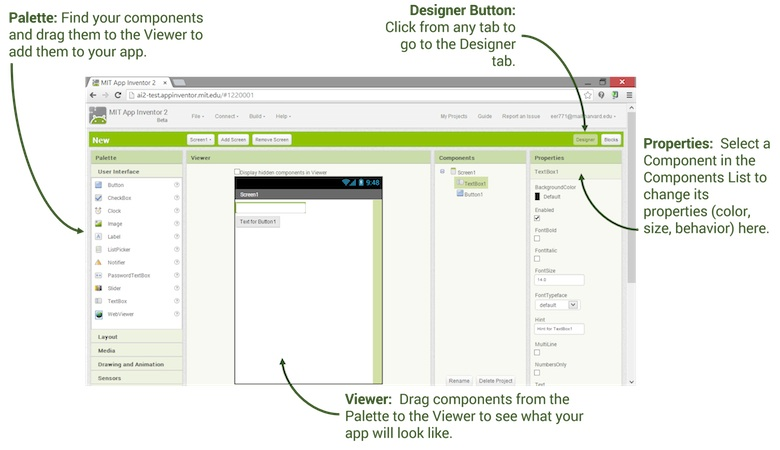 Palette: Find your components
and drag them to the Viewer to
add them to your app.
Designer Button:
Click from any tab to
go to the Designer
tab.
MIT App Inventor 2
ai2-test.appinventor.mit.edu/#1220001
MIT App Inventor 2
Beta
File
Connect
Build
Help
My Projects
Guide
Report an Issue
New
Screen1
Add Screen
Remove Screen
Designer
Blocks
Palette
User Interface
Button
CheckBox
Clock
Image
Label
ListPicker
Notifier
PasswordTextBox
Slider
TextBox
WebViewer
Layout
Media
Drawing and Animation
Sensors
Viewer
Display hidden components in Viewer
9:48
Screen1
Text for Button1
Components
Screen1
TextBox1
Button1
Rename
Delete Project
Properties
TextBox1
BackgroundColor
Default
Enabled
FontBold
FontItalic
FontSize
14.0
FontTypeface
default
Hint
Hint for TextBox1
MultiLine
NumbersOnly
Text
Properties: Select a
Component in the
Components List to
change its
properties (color,
size, behavior) here.
Viewer: Drag components from the
Palette to the Viewer to see what your
app will look like.